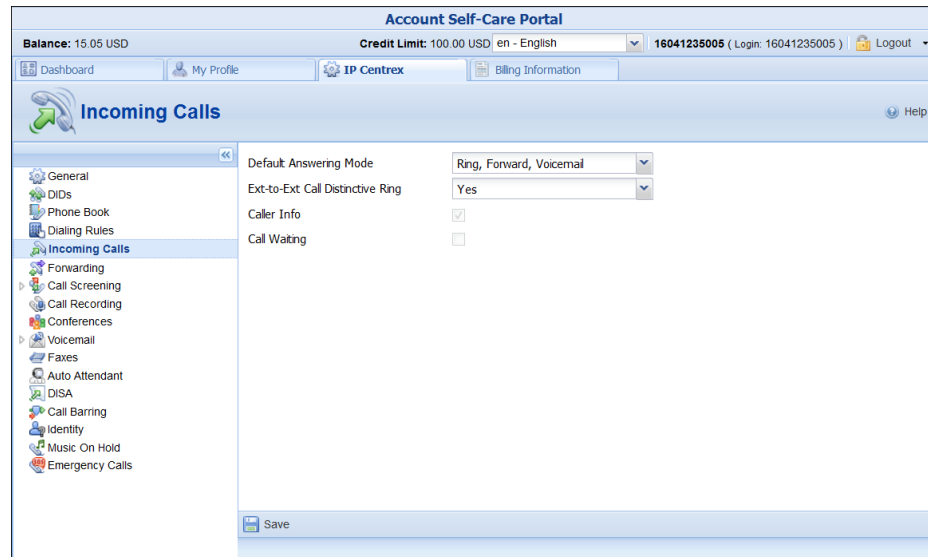 Account Self-Care Portal
Balance: 15.05 USD Credit Limit: 100.00 USD en - English 16041235005 ( Login: 16041235005 ) Logout
Dashboard My Profile IP Centrex Billing Information
Incoming Calls Help
General
DIDs
Phone Book
Dialing Rules
Incoming Calls
Forwarding
Call Screening
Call Recording
Conferences
Voicemail
Faxes
Auto Attendant
DISA
Call Barring
Identity
Music On Hold
Emergency Calls
Default Answering Mode Ring, Forward, Voicemail
Ext-to-Ext Call Distinctive Ring Yes
Caller Info
Call Waiting
Save